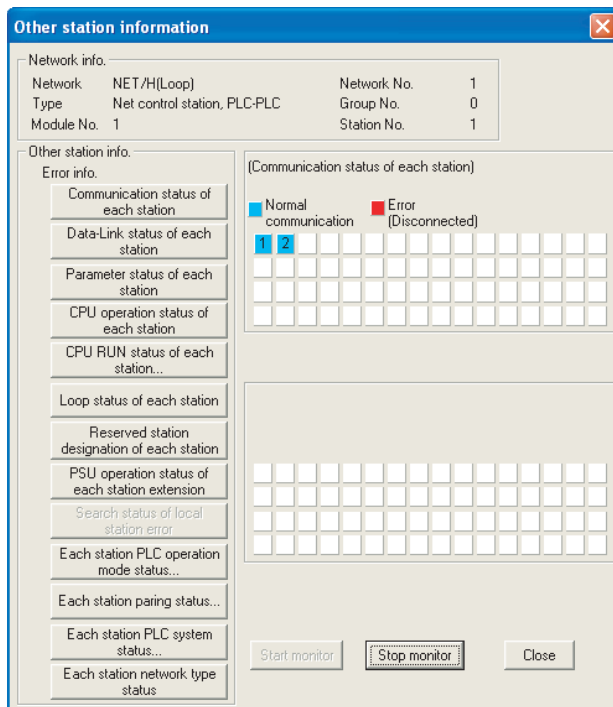 Other station information
Network info.
Network NET/H(Loop) Network No. 1
Type Net control station, PLC-PLC Group No. 0
Module No. 1 Station No. 1
Other station info.
Error info.
Communication status of
each station
Data-Link status of each
station
Parameter status of each
station
CPU operation status of
each station
CPU RUN status of each
station...
Loop status of each station
Reserved station
designation of each station
PSU operation status of
each station extension
Search status of local
station error
Each station PLC operation
mode status...
Each station paring status...
Each station PLC system
status...
Each station network type
status
(Communication status of each station)
Normal
communication
Error
(Disconnected)
1 2
Start monitor Stop monitor Close